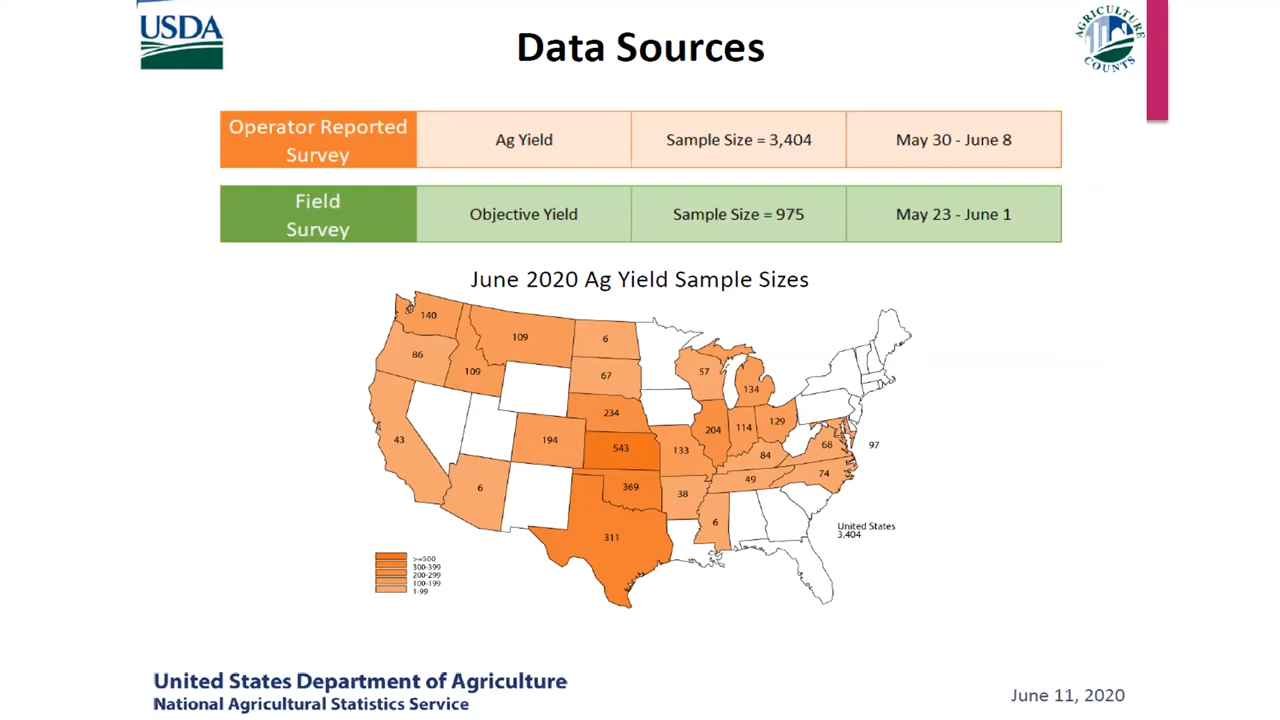 USDA
Data Sources
AGRICULTURE
COUNTS
Operator Reported
Survey
Ag Yield
Sample Size = 3,404
May 30 - June 8
Field
Survey
Objective Yield
Sample Size = 975
May 23 - June 1
June 2020 Ag Yield Sample Sizes
140
109
6
86
109
67
57
134
234
43
194
543
133
204
114
129
84
68
97
6
369
38
49
74
311
6
United States
3,404
>=500
300-399
200-299
100-199
1-99
United States Department of Agriculture
National Agricultural Statistics Service
June 11, 2020